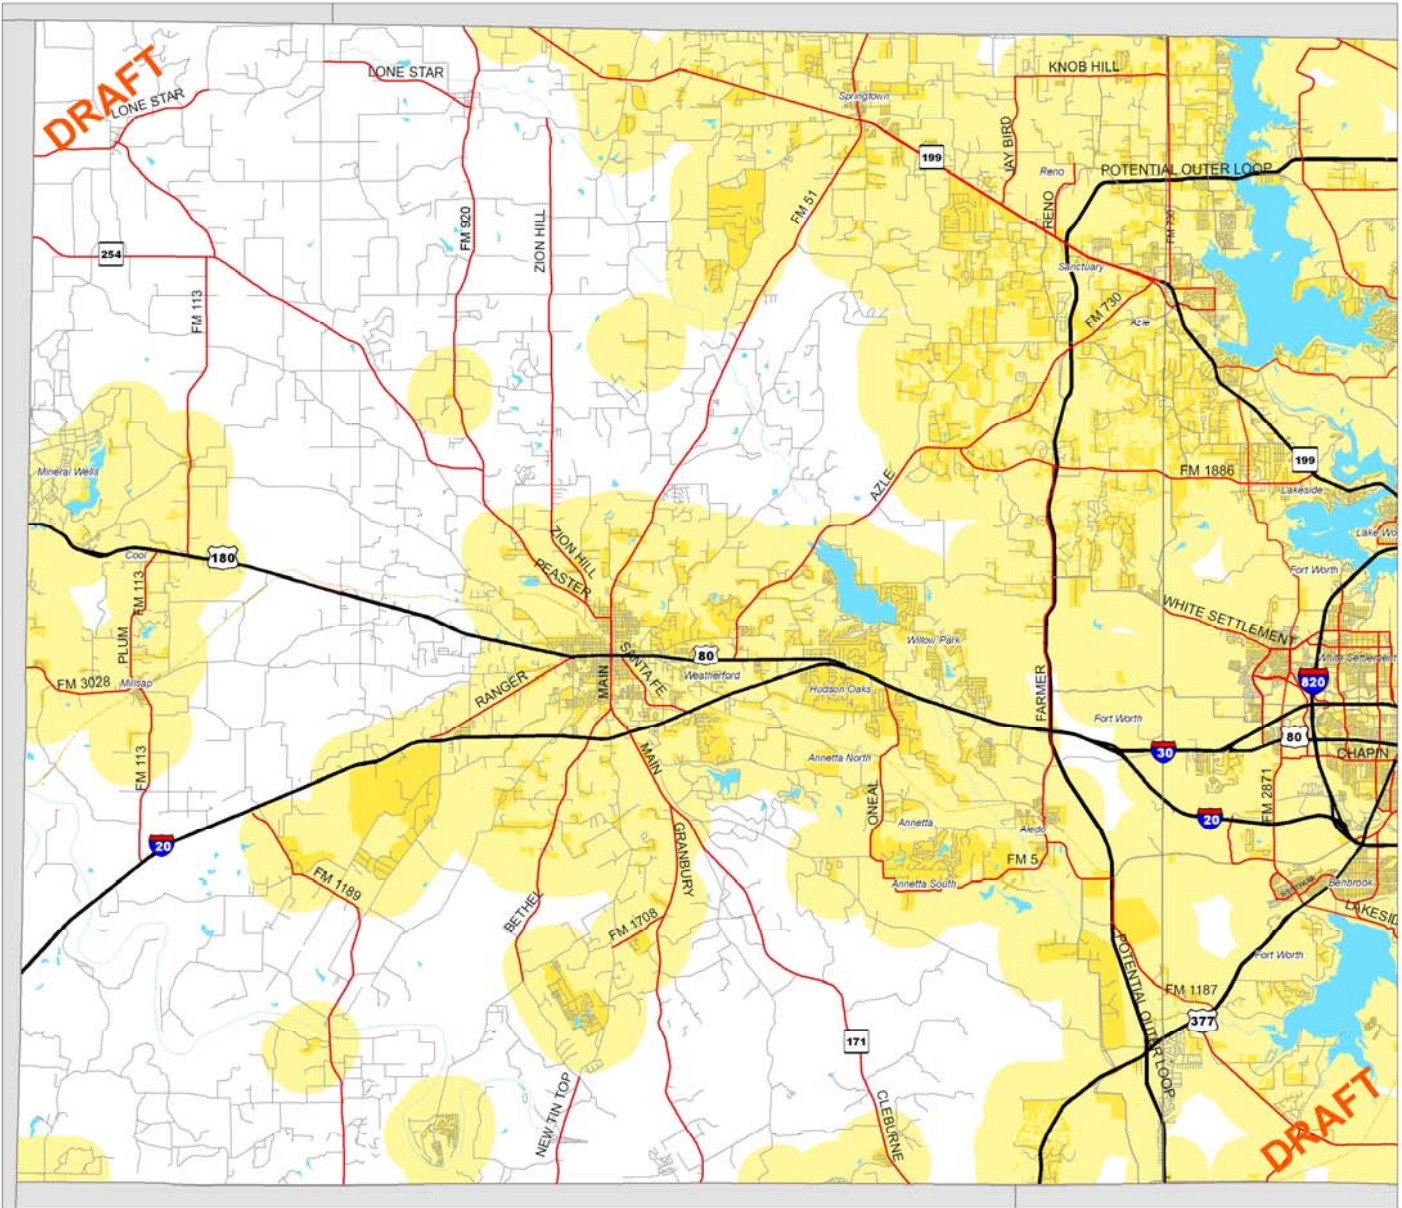 DRAFT
LONE STAR
LONE STAR
KNOB HILL
Springtown
199
JAY BIRD
Reno
POTENTIAL OUTER LOOP
FM 51
RENO
FM 730
FM 920
ZION HILL
254
Sanctuary
FM 113
FM 730
Azle
Mineral Wells
AZLE
FM 1886
199
Lakeside
Lake Wo
ZION HILL
PEASTER
Cool
180
Fort Worth
FM 113
WHITE SETTLEMENT
PLUM
Willow Park
SANTA FE
80
White Settlement
Weatherford
FM 3028
Millsap
RANGER
MAIN
Hudson Oaks
820
FARMER
Fort Worth
80
30
MAIN
Annetta North
CHAPIN
FM 113
FM 2871
ONEAL
20
Annetta
Aledo
20
GRANBURY
FM 5
FM 1189
Annetta South
Benbrook
BETHEL
FM 1708
LAKESID
POTENTIAL OUTER LOOP
Fort Worth
FM 1187
377
171
NEW TIN TOP
CLEBURNE
DRAFT